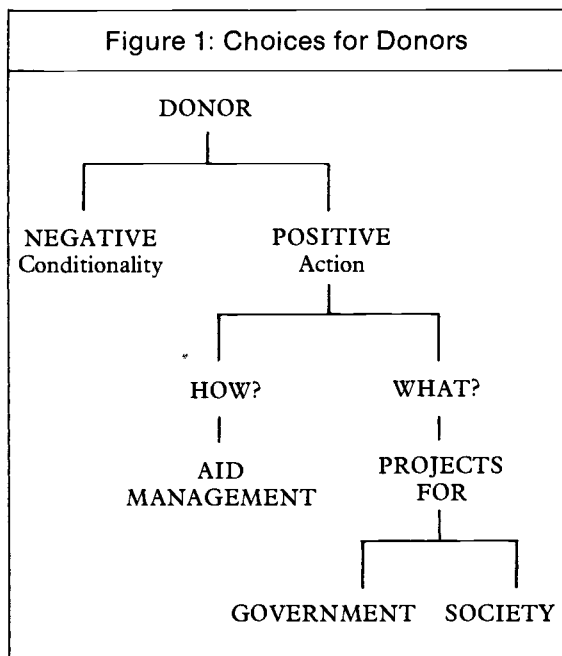 Figure 1: Choices for Donors
DONOR
NEGATIVE POSITIVE
Conditionality Action
HOW? WHAT?
AID PROJECTS
MANAGEMENT FOR
GOVERNMENT SOCIETY